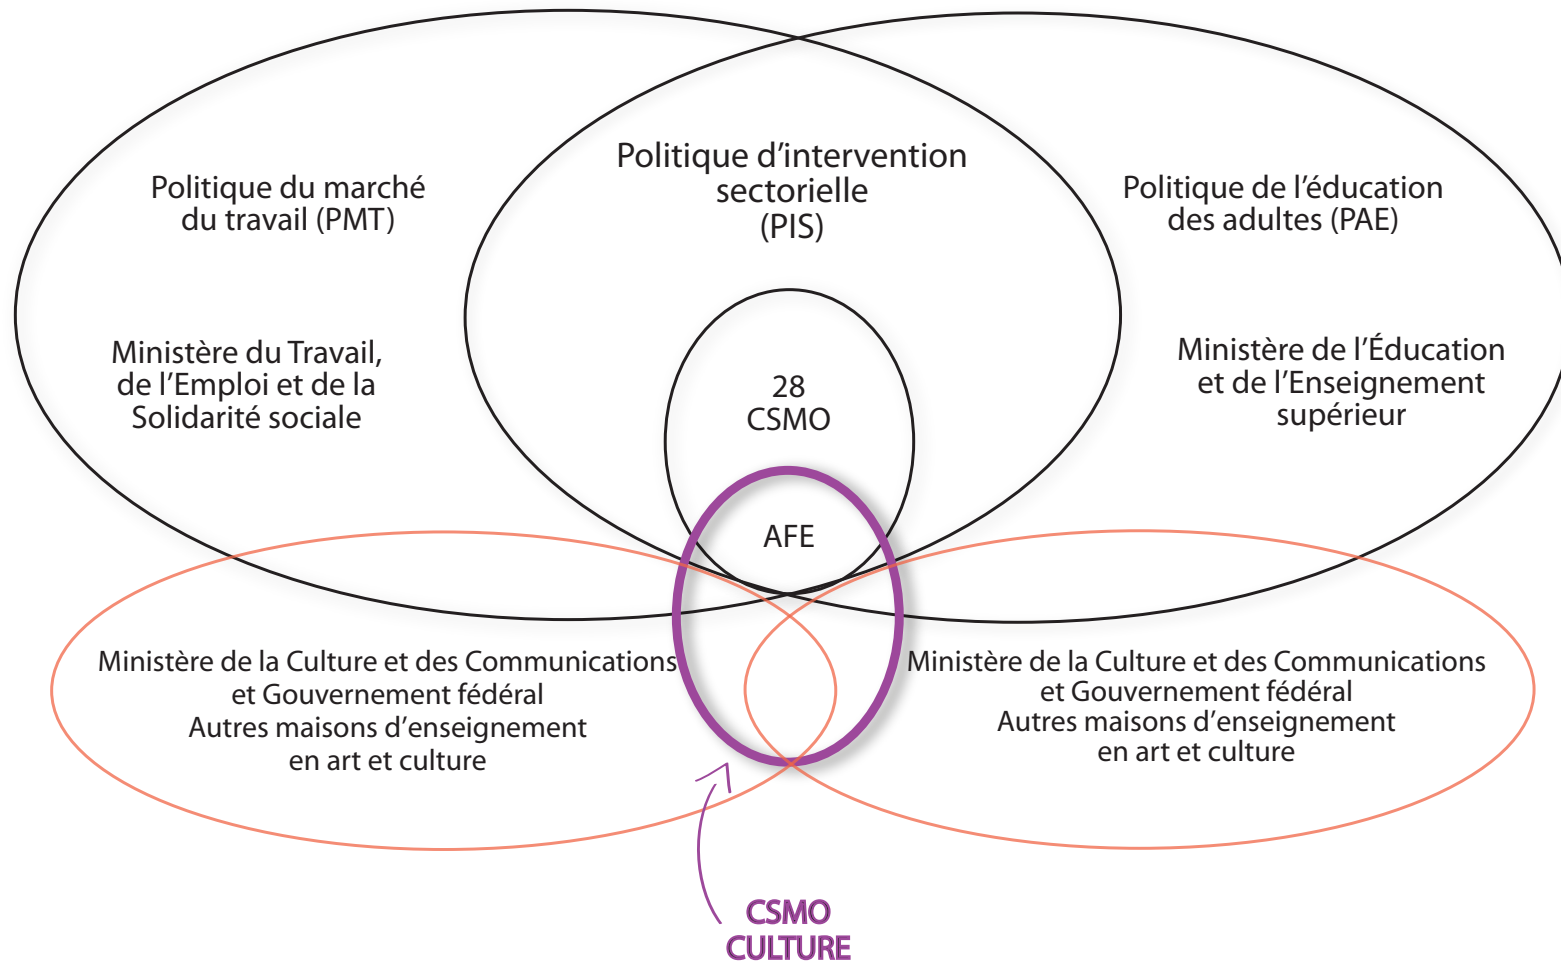 Politique du marché
du travail (PMT)
Ministère du Travail,
de l’Emploi et de la
Solidarité sociale
Politique d’intervention
sectorielle
(PIS)
28
CSMO
AFE
Politique de l’éducation
des adultes (PAE)
Ministère de l’Éducation
et de l’Enseignement
supérieur
Ministère de la Culture et des Communications
et Gouvernement fédéral
Autres maisons d’enseignement
en art et culture
Ministère de la Culture et des Communications
et Gouvernement fédéral
Autres maisons d’enseignement
en art et culture
CSMO
CULTURE